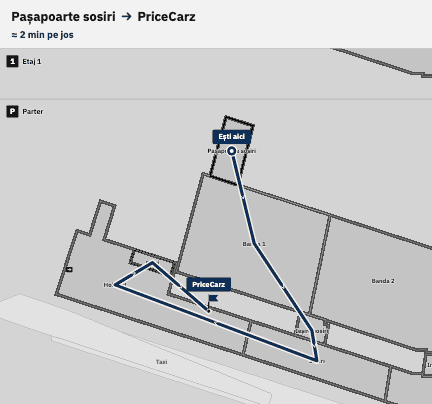 Pașapoarte sosiri → PriceCarz
≈ 2 min pe jos
1 Etaj 1
P Parter
Ești aici
PriceCarz
Banda 2
Taxi